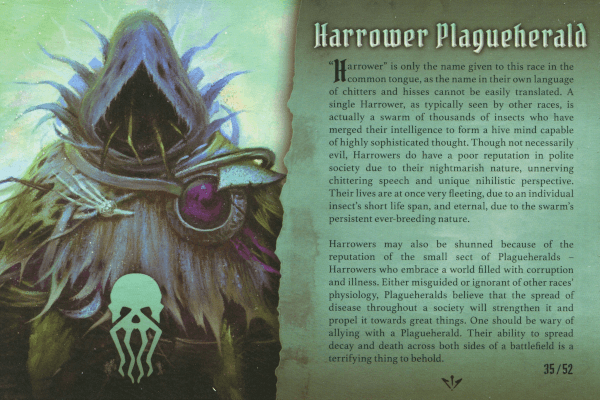 Harrower Plagueherald
"Harrower" is only the name given to this race in the
common tongue, as the name in their own language
of chitters and hisses cannot be easily translated. A
single Harrower, as typically seen by other races, is
actually a swarm of thousands of insects who have
merged their intelligence to form a hive mind capable
of highly sophisticated thought. Though not necessarily
evil, Harrowers do have a poor reputation in polite
society due to their nightmarish nature, unnerving
chittering speech and unique nihilistic perspective.
Their lives are at once very fleeting, due to an individual
insect's short life span, and eternal, due to the swarm's
persistent ever-breeding nature.
Harrowers may also be shunned because of the
reputation of the small sect of Plagueheralds –
Harrowers who embrace a world filled with corruption
and illness. Either misguided or ignorant of other races'
physiology, Plagueheralds believe that the spread of
disease throughout a society will strengthen it and
propel it towards great things. One should be wary of
allying with a Plagueherald. Their ability to spread
decay and death across both sides of a battlefield is a
terrifying thing to behold.
35/52